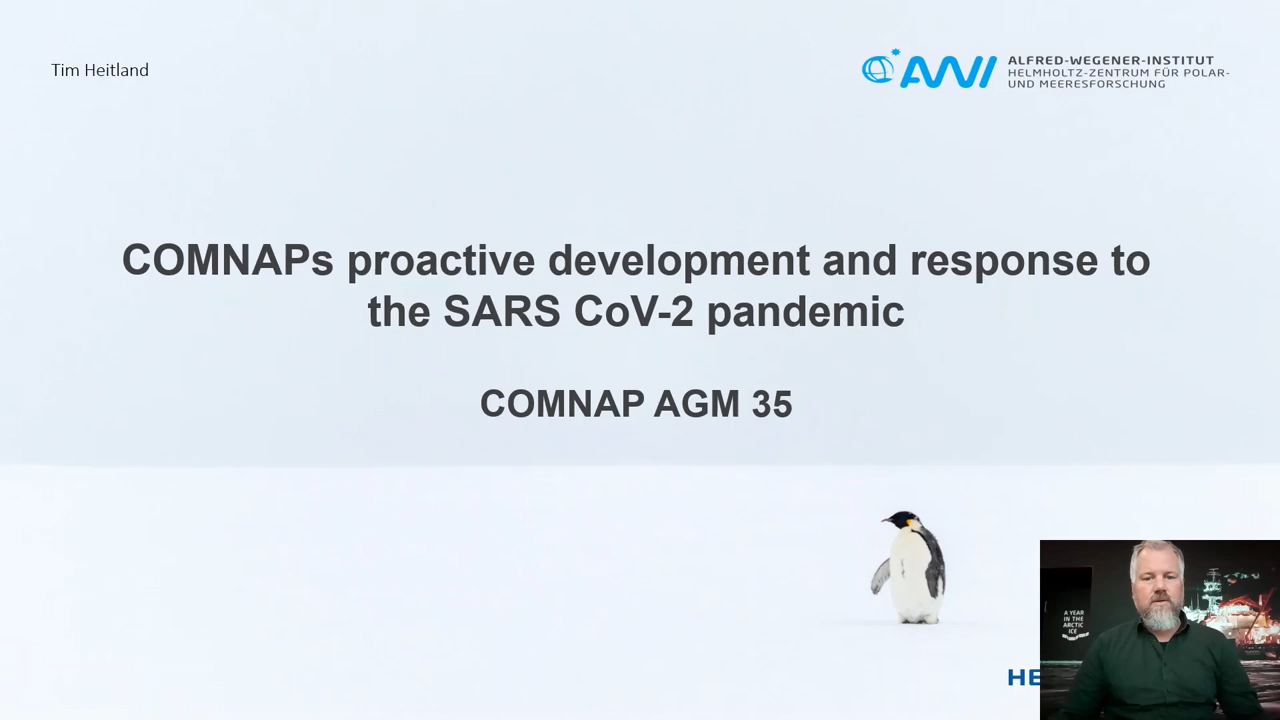 Tim Heitland
AWI
ALFRED-WEGENER-INSTITUT
HELMHOLTZ-ZENTRUM FÜR POLAR-
UND MEERESFORSCHUNG
COMNAPs proactive development and response to
the SARS CoV-2 pandemic
COMNAP AGM 35
A YEAR
IN THE
ARCTIC
ICE